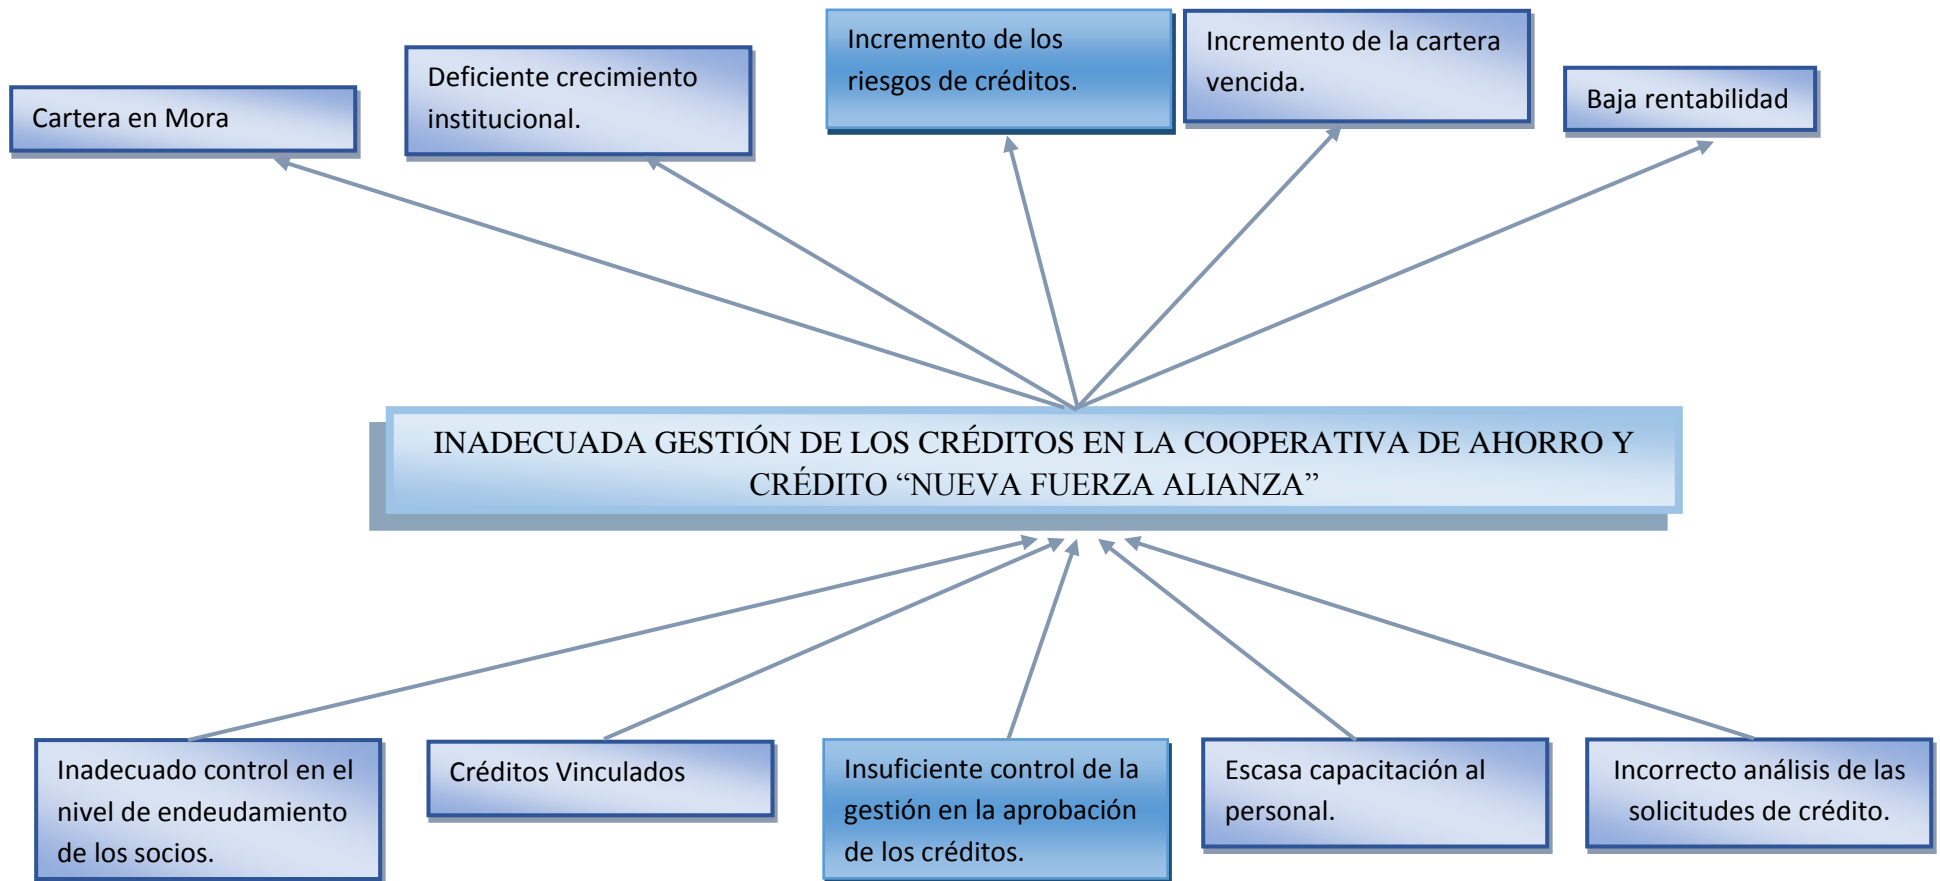 Cartera en Mora
Deficiente crecimiento
institucional.
Incremento de los
riesgos de créditos.
Incremento de la cartera
vencida.
Baja rentabilidad
INADECUADA GESTIÓN DE LOS CRÉDITOS EN LA COOPERATIVA DE AHORRO Y
CRÉDITO “NUEVA FUERZA ALIANZA”
Inadecuado control en el
nivel de endeudamiento
de los socios.
Créditos Vinculados
Insuficiente control de la
gestión en la aprobación
de los créditos.
Escasa capacitación al
personal.
Incorrecto análisis de las
solicitudes de crédito.